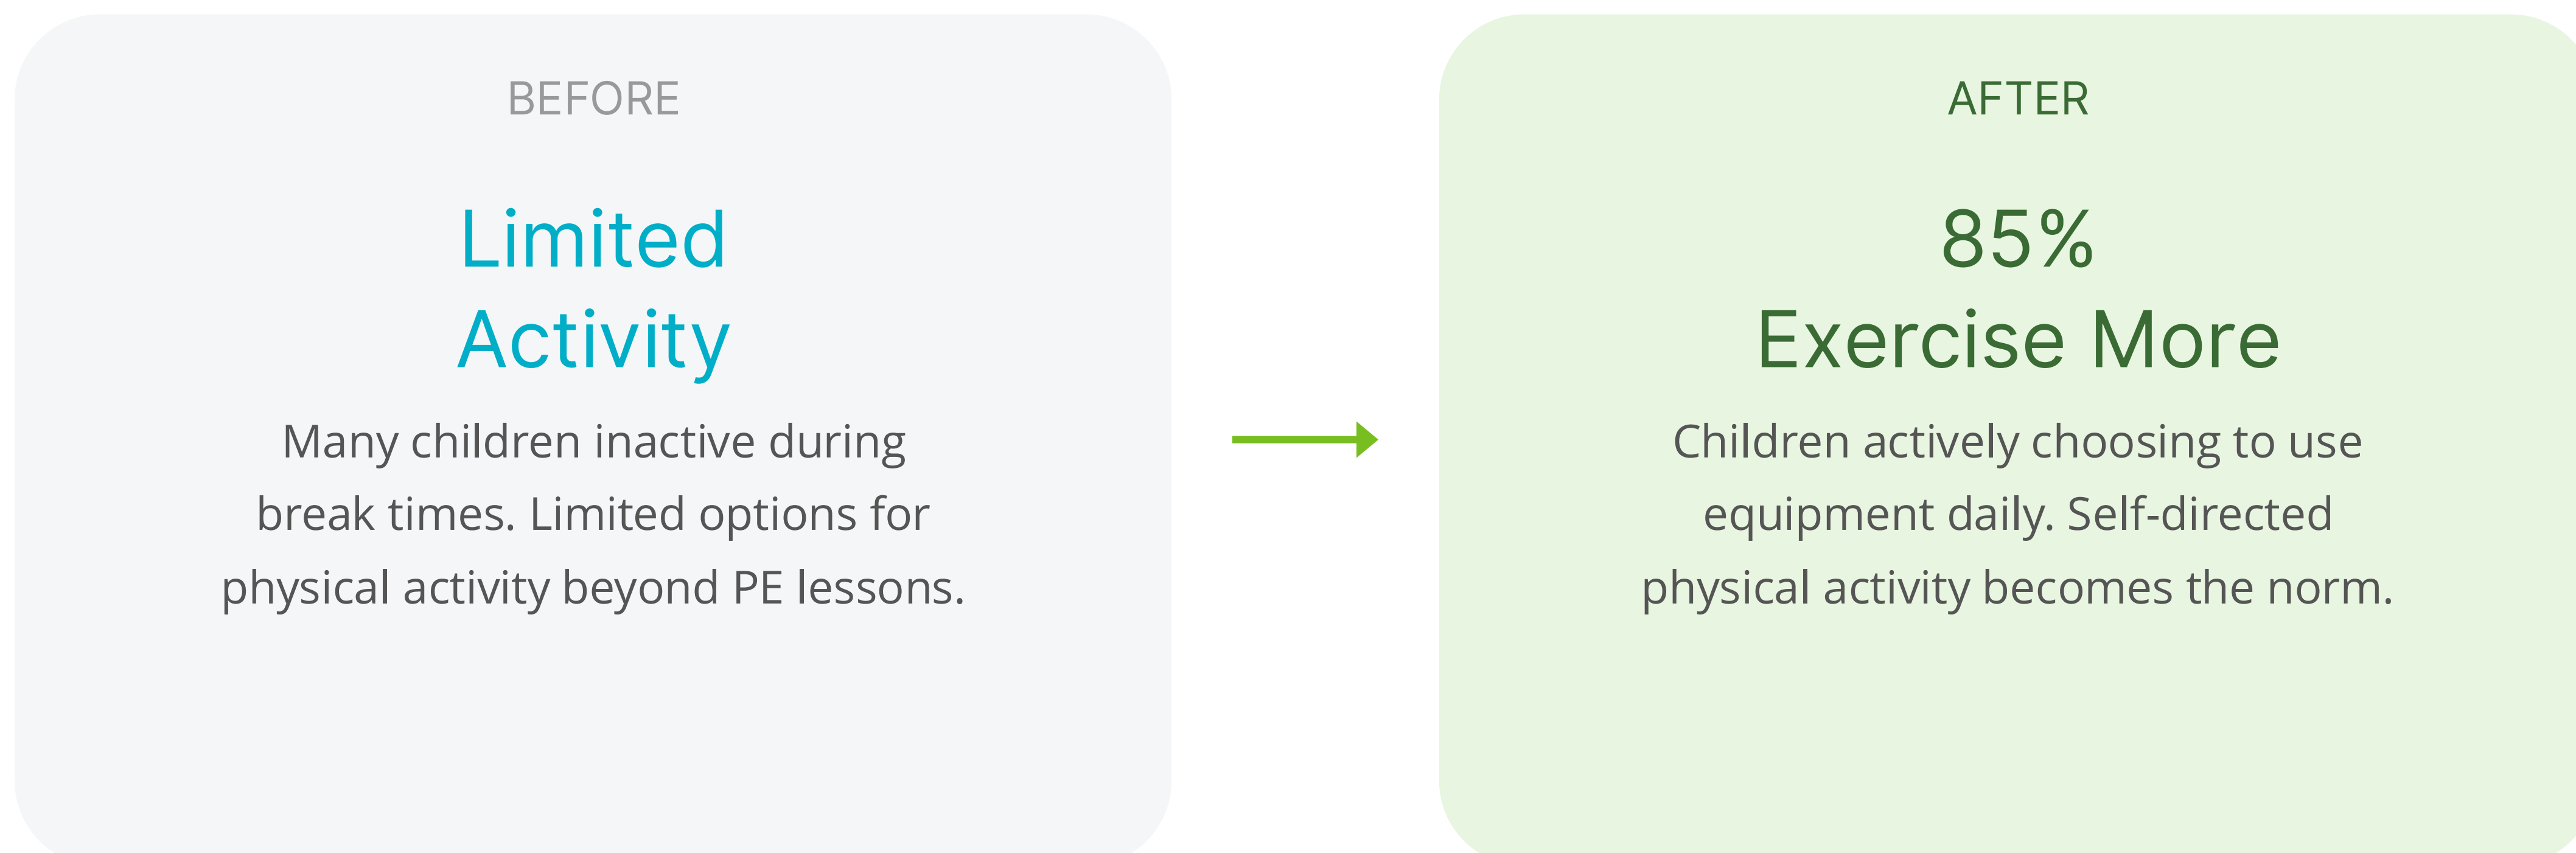 BEFORE
Limited
Activity
Many children inactive during
break times. Limited options for
physical activity beyond PE lessons.
AFTER
85%
Exercise More
Children actively choosing to use
equipment daily. Self-directed
physical activity becomes the norm.